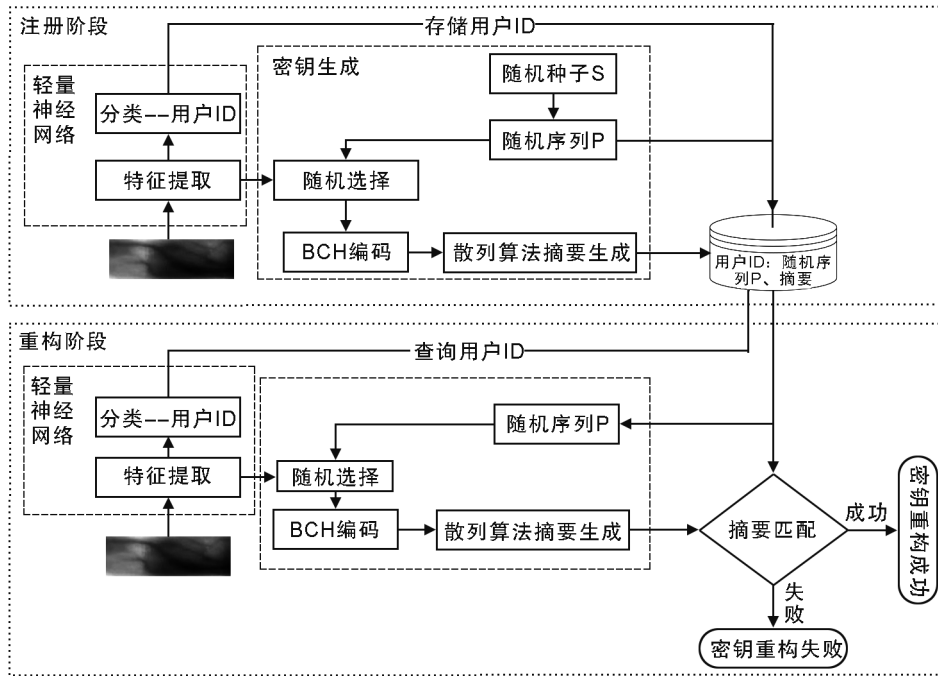 注册阶段
存储用户ID
轻量
神经
网络
分类--用户ID
特征提取
密钥生成
随机种子S
随机序列P
随机选择
BCH编码
散列算法摘要生成
用户ID：随机序
列P、摘要
重构阶段
查询用户ID
轻量
神经
网络
分类--用户ID
特征提取
随机序列P
随机选择
BCH编码
散列算法摘要生成
摘要匹配
成功
密钥重构成功
失败
密钥重构失败